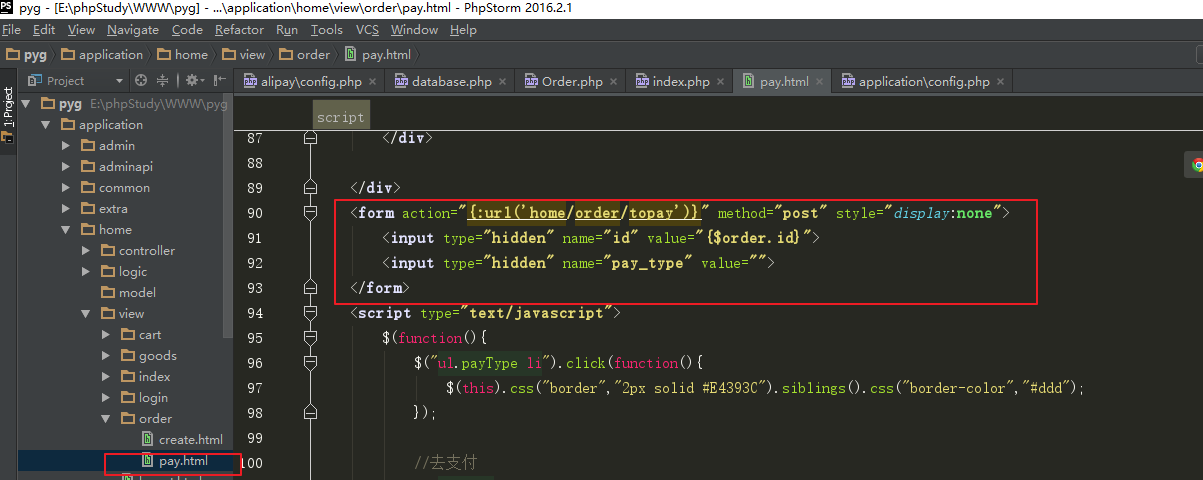 PS pyg - [E:\phpStudy\WWW\pyg] - ...\application\home\view\order\pay.html - PhpStorm 2016.2.1
File Edit View Navigate Code Refactor Run Tools VCS Window Help
pyg application home view order pay.html
Project alipay\config.php database.php Order.php index.php pay.html application\config.php
1: Project
pyg E:\phpStudy\WWW\pyg
application
admin
adminapi
common
extra
home
controller
logic
model
view
cart
goods
index
login
order
create.html
pay.html
script
87 </div>
88
89 </div>
90 <form action="{:url('home/order/topay')}" method="post" style="display:none">
91 <input type="hidden" name="id" value="{$order.id}">
92 <input type="hidden" name="pay_type" value="">
93 </form>
94 <script type="text/javascript">
95 $(function(){
96 $("ul.payType li").click(function(){
97 $(this).css("border","2px solid #E4393C").siblings().css("border-color","#ddd");
98 });
99
100 //去支付